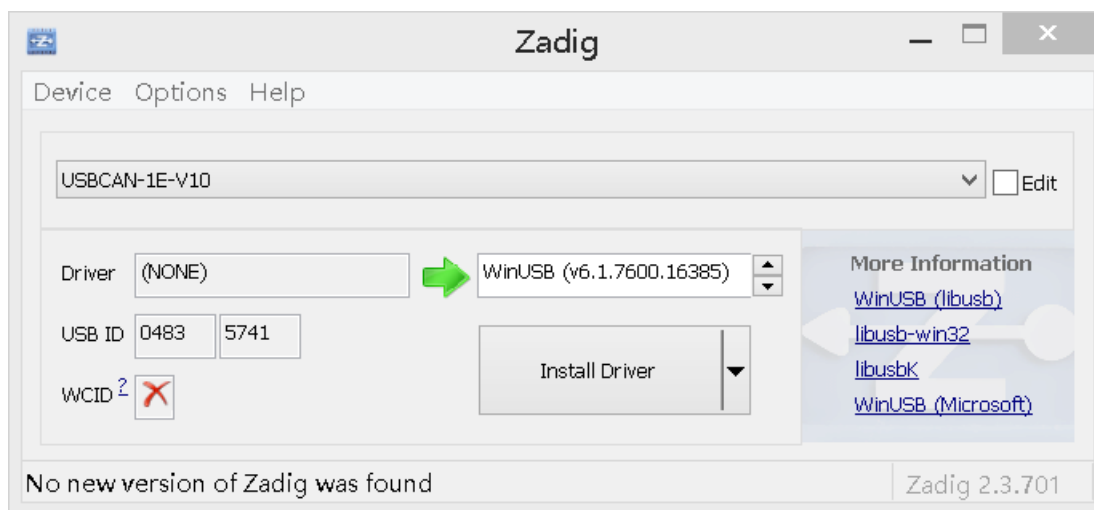 Zadig
Device Options Help
USBCAN-1E-V10
Edit
Driver (NONE) WinUSB (v6.1.7600.16385)
USB ID 0483 5741
WCID ?
Install Driver
More Information
WinUSB (libusb)
libusb-win32
libusbK
WinUSB (Microsoft)
No new version of Zadig was found
Zadig 2.3.701